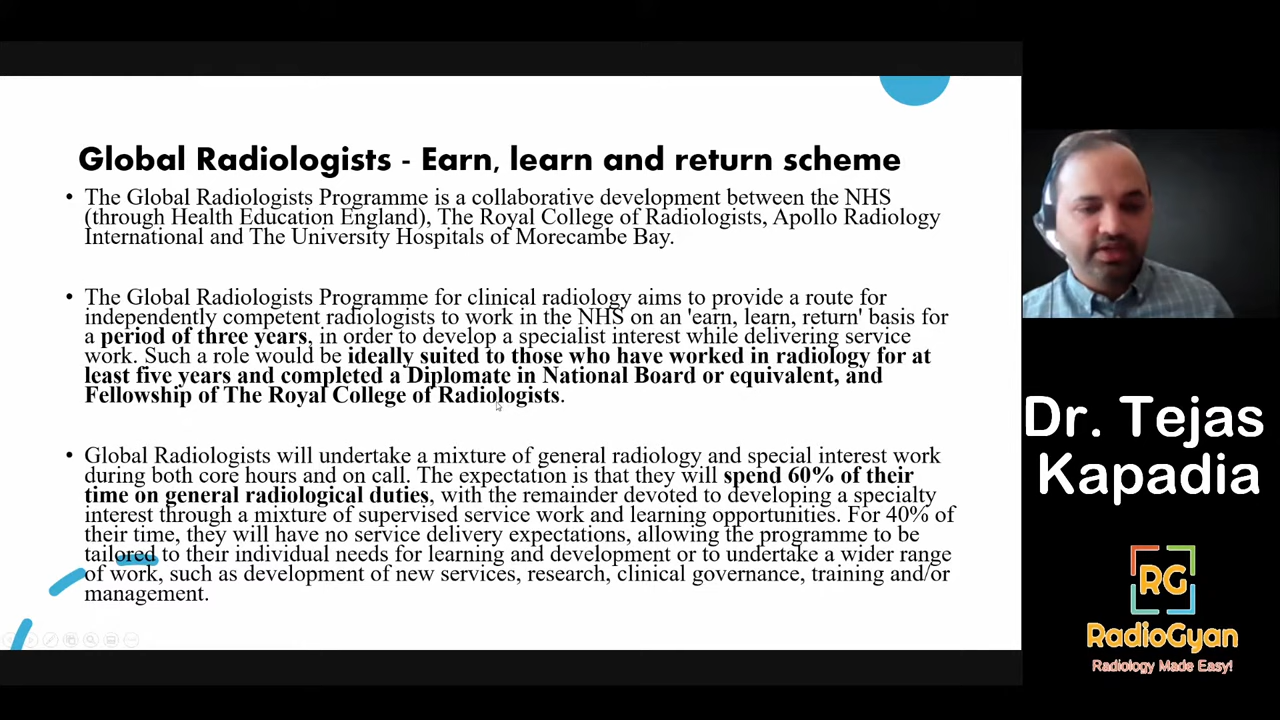 Global Radiologists - Earn, learn and return scheme
• The Global Radiologists Programme is a collaborative development between the NHS
(through Health Education England), The Royal College of Radiologists, Apollo Radiology
International and The University Hospitals of Morecambe Bay.
• The Global Radiologists Programme for clinical radiology aims to provide a route for
independently competent radiologists to work in the NHS on an 'earn, learn, return' basis for
a period of three years, in order to develop a specialist interest while delivering service
work. Such a role would be ideally suited to those who have worked in radiology for at
least five years and completed a Diplomate in National Board or equivalent, and
Fellowship of The Royal College of Radiologists.
• Global Radiologists will undertake a mixture of general radiology and special interest work
during both core hours and on call. The expectation is that they will spend 60% of their
time on general radiological duties, with the remainder devoted to developing a specialty
interest through a mixture of supervised service work and learning opportunities. For 40% of
their time, they will have no service delivery expectations, allowing the programme to be
tailored to their individual needs for learning and development or to undertake a wider range
of work, such as development of new services, research, clinical governance, training and/or
management.
Dr. Tejas
Kapadia
RG
RadioGyan
Radiology Made Easy!